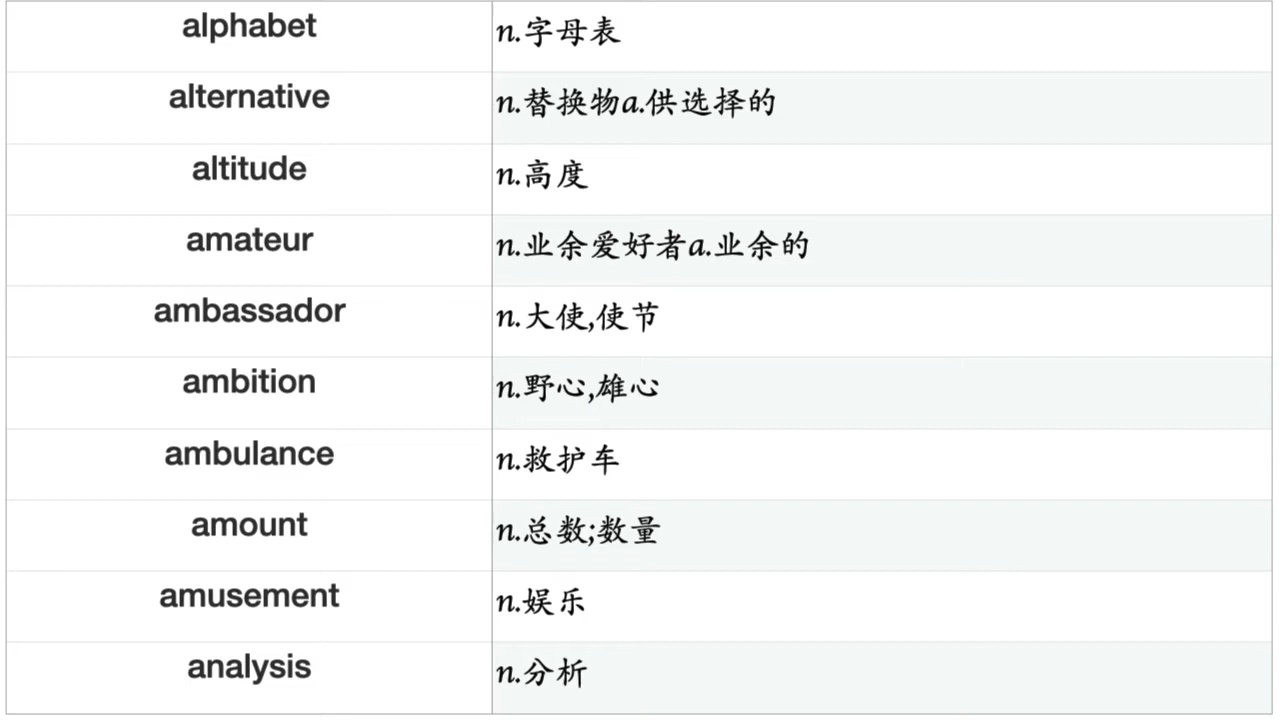 alphabet n.字母表
alternative n.替换物a.供选择的
altitude n.高度
amateur n.业余爱好者a.业余的
ambassador n.大使,使节
ambition n.野心,雄心
ambulance n.救护车
amount n.总数;数量
amusement n.娱乐
analysis n.分析